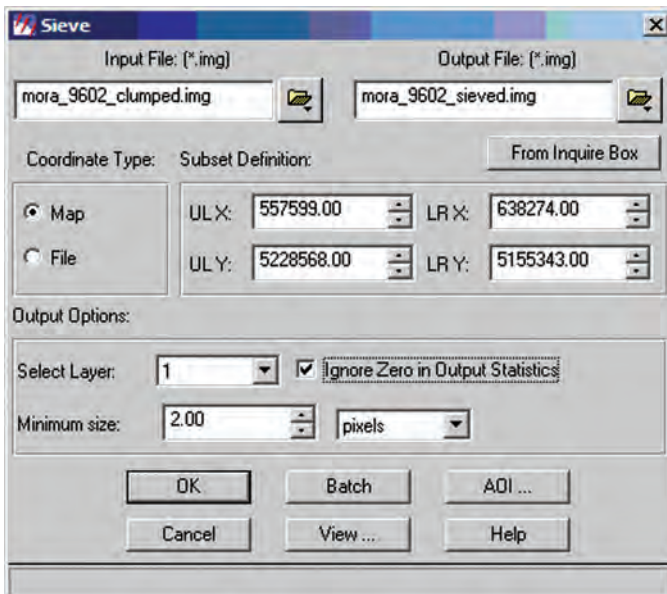 Sieve
Input File: (*.img) Output File: (*.img)
mora_9602_clumped.img mora_9602_sieved.img
Coordinate Type: Subset Definition: From Inquire Box
Map UL X: 557599.00 LR X: 638274.00
File UL Y: 5228568.00 LR Y: 5155343.00
Output Options:
Select Layer: 1 Ignore Zero in Output Statistics
Minimum size: 2.00 pixels
OK Batch AOI ...
Cancel View ... Help